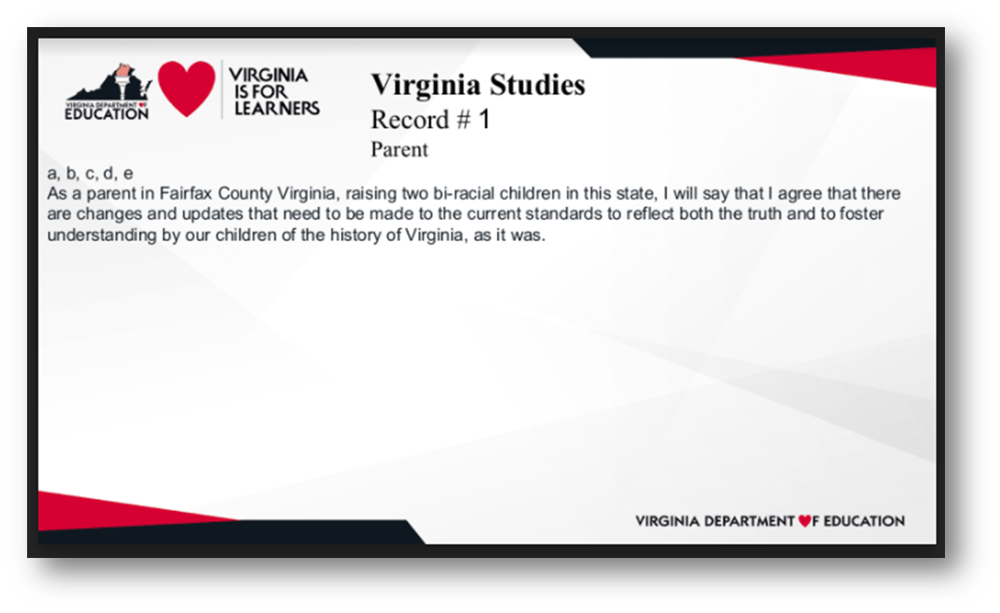 VIRGINIA DEPARTMENT OF
EDUCATION
VIRGINIA
IS FOR
LEARNERS
Virginia Studies
Record # 1
Parent
a, b, c, d, e
As a parent in Fairfax County Virginia, raising two bi-racial children in this state, I will say that I agree that there
are changes and updates that need to be made to the current standards to reflect both the truth and to foster
understanding by our children of the history of Virginia, as it was.
VIRGINIA DEPARTMENT ♥F EDUCATION